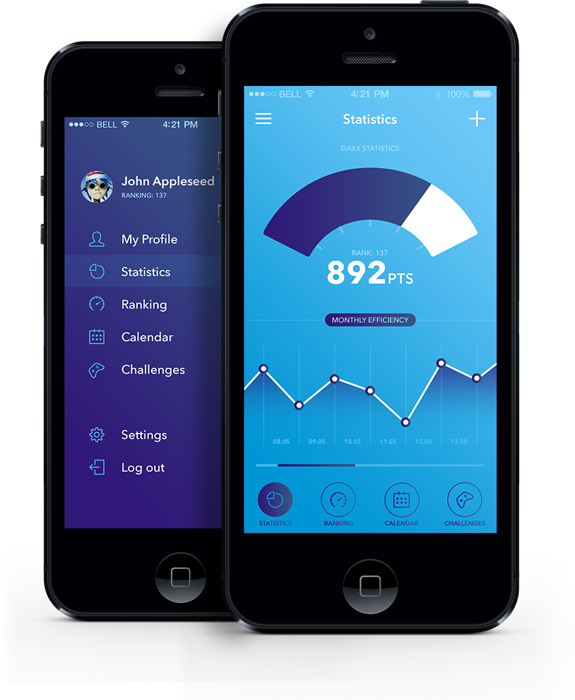 BELL 4:21 PM
John Appleseed
RANKING: 137
My Profile
Statistics
Ranking
Calendar
Challenges
Settings
Log out
BELL 4:21 PM 100%
Statistics
DAILY STATISTICS
RANK: 137
892 PTS
MONTHLY EFFICIENCY
08.05 09.05 10.05 11.05 12.05 13.05
STATISTICS RANKING CALENDAR CHALLENGES